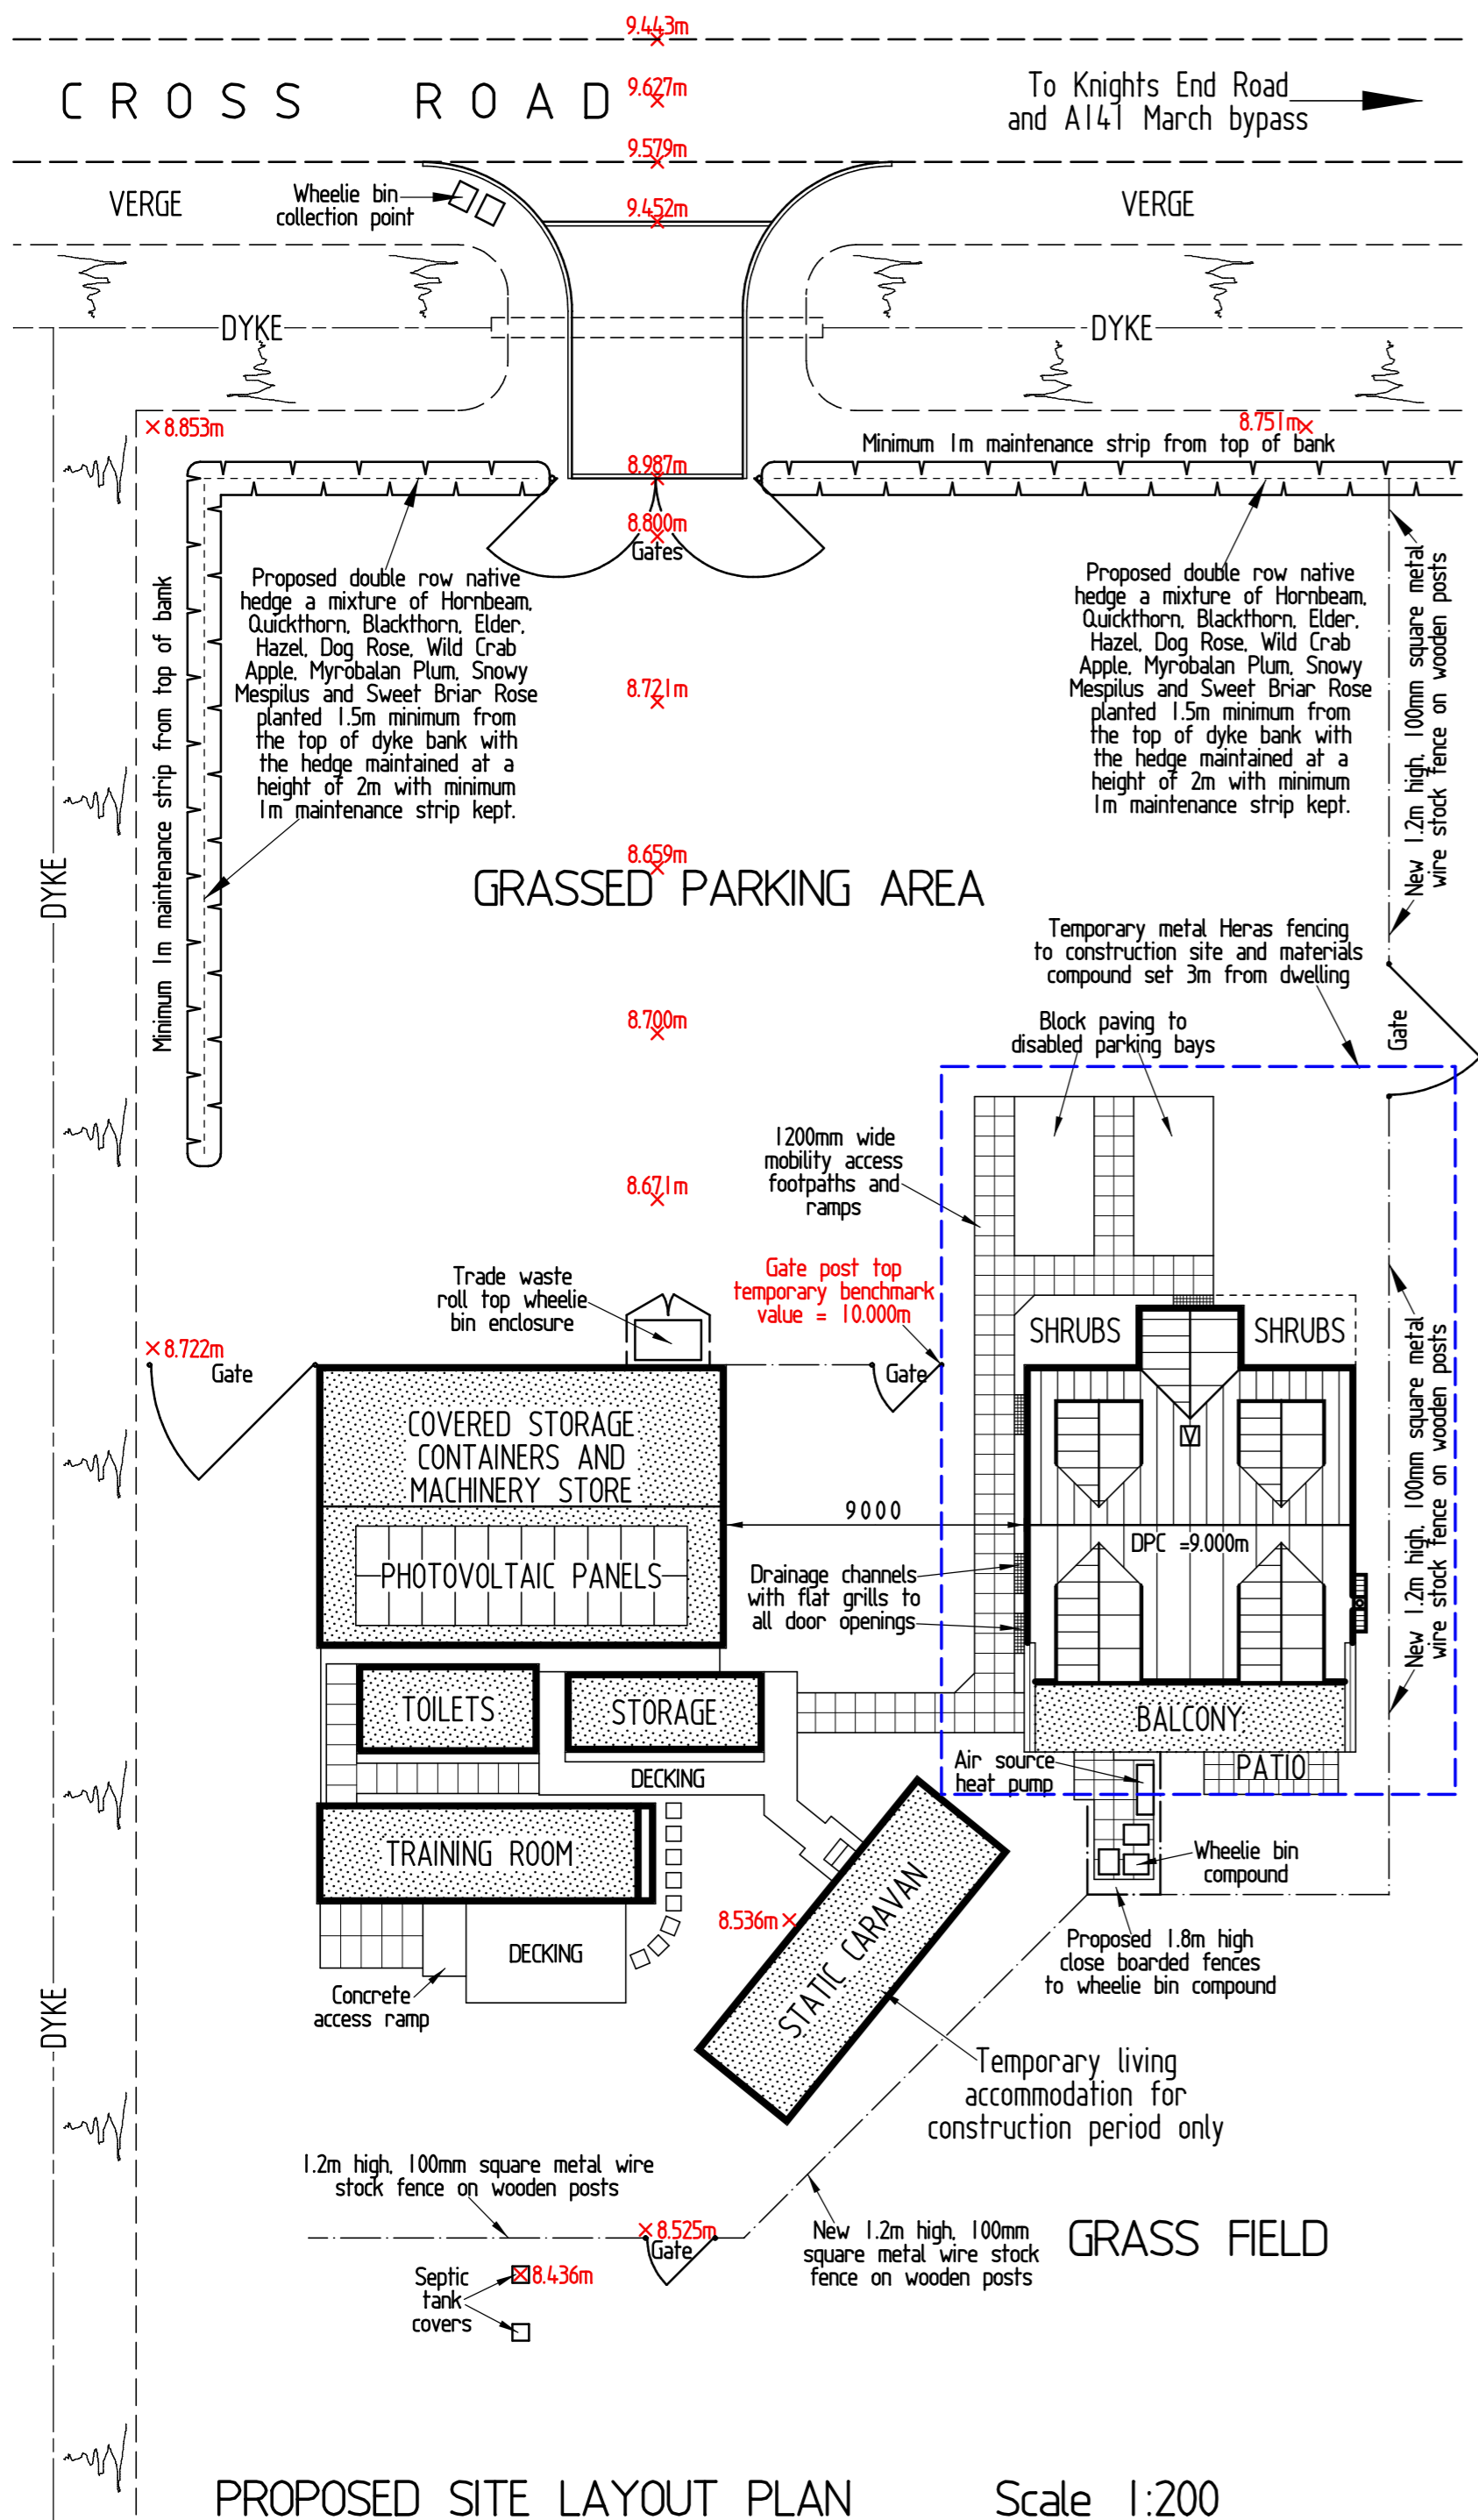 9.443m
CROSS ROAD
9.627m
To Knights End Road
and A141 March bypass
9.579m
VERGE
Wheelie bin
collection point
9.452m
VERGE
DYKE
DYKE
8.853m
8.751m
Minimum 1m maintenance strip from top of bank
8.987m
8.800m
Gates
Proposed double row native
hedge a mixture of Hornbeam,
Quickthorn, Blackthorn, Elder,
Hazel, Dog Rose, Wild Crab
Apple, Myrobalan Plum, Snowy
Mespilus and Sweet Briar Rose
planted 1.5m minimum from
the top of dyke bank with
the hedge maintained at a
height of 2m with minimum
1m maintenance strip kept.
Proposed double row native
hedge a mixture of Hornbeam,
Quickthorn, Blackthorn, Elder,
Hazel, Dog Rose, Wild Crab
Apple, Myrobalan Plum, Snowy
Mespilus and Sweet Briar Rose
planted 1.5m minimum from
the top of dyke bank with
the hedge maintained at a
height of 2m with minimum
1m maintenance strip kept.
Minimum 1m maintenance strip from top of bank
New 1.2m high, 100mm square metal
wire stock fence on wooden posts
8.721m
8.659m
DYKE
GRASSED PARKING AREA
Temporary metal Heras fencing
to construction site and materials
compound set 3m from dwelling
8.700m
Block paving to
disabled parking bays
Gate
1200mm wide
mobility access
footpaths and
ramps
8.671m
Trade waste
roll top wheelie
bin enclosure
Gate post top
temporary benchmark
value = 10.000m
SHRUBS
SHRUBS
8.722m
Gate
Gate
New 1.2m high, 100mm square metal
wire stock fence on wooden posts
COVERED STORAGE
CONTAINERS AND
MACHINERY STORE
V
9000
DPC =9.000m
PHOTOVOLTAIC PANELS
Drainage channels
with flat grills to
all door openings
TOILETS
STORAGE
BALCONY
DECKING
Air source
heat pump
PATIO
TRAINING ROOM
Wheelie bin
compound
8.536m
STATIC CARAVAN
DECKING
Proposed 1.8m high
close boarded fences
to wheelie bin compound
Concrete
access ramp
DYKE
Temporary living
accommodation for
construction period only
1.2m high, 100mm square metal wire
stock fence on wooden posts
8.525m
Gate
New 1.2m high, 100mm
square metal wire stock
fence on wooden posts
GRASS FIELD
Septic
tank
covers
8.436m
PROPOSED SITE LAYOUT PLAN Scale 1:200